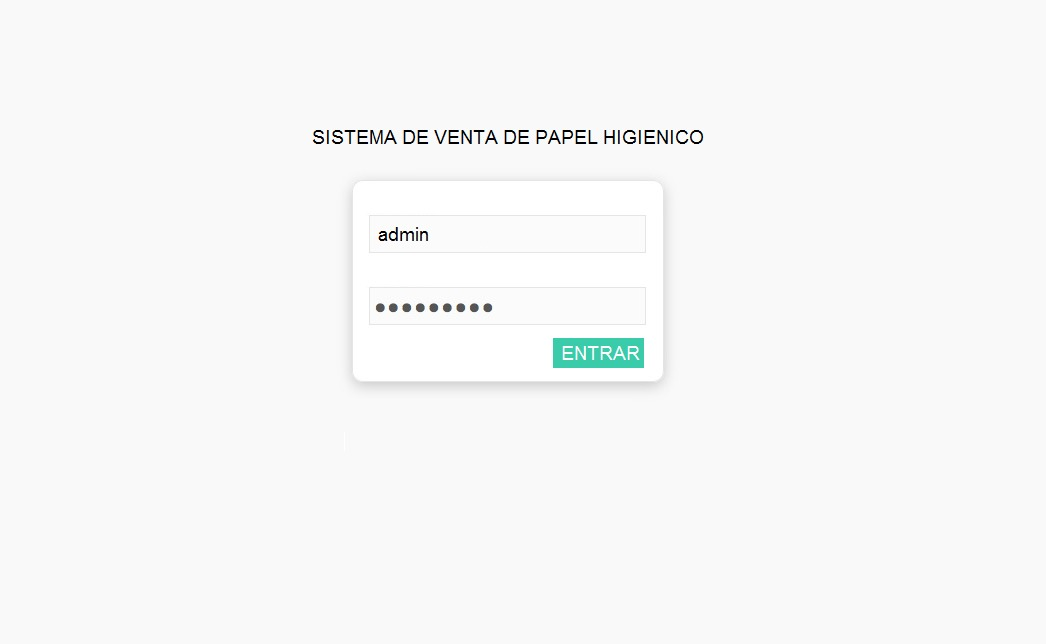 SISTEMA DE VENTA DE PAPEL HIGIENICO
admin
●●●●●●●●●
ENTRAR